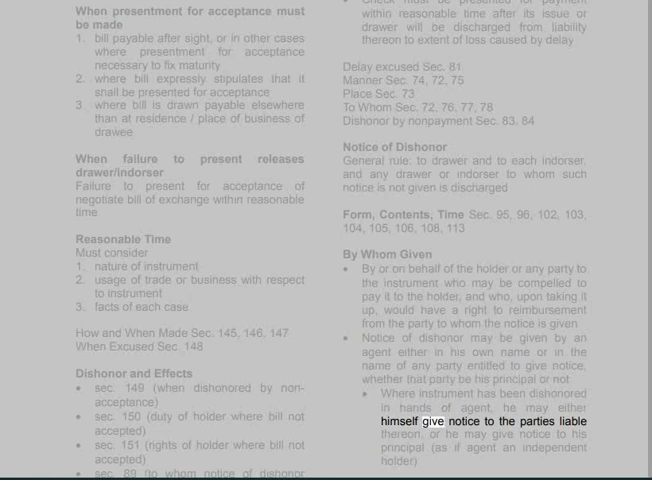 When presentment for acceptance must
be made
1. bill payable after sight, or in other cases
where presentment for acceptance
necessary to fix maturity
2. where bill expressly stipulates that it
shall be presented for acceptance
3. where bill is drawn payable elsewhere
than at residence / place of business of
drawee
When failure to present releases
drawer/indorser
Failure to present for acceptance of
negotiate bill of exchange within reasonable
time
Reasonable Time
Must consider
1. nature of instrument
2. usage of trade or business with respect
to instrument
3. facts of each case
How and When Made Sec. 145, 146, 147
When Excused Sec. 148
Dishonor and Effects
• sec. 149 (when dishonored by non-
acceptance)
• sec. 150 (duty of holder where bill not
accepted)
• sec. 151 (rights of holder where bill not
accepted)
• sec. 89 (to whom notice of dishonor
• Check must be presented for payment
within reasonable time after its issue or
drawer will be discharged from liability
thereon to extent of loss caused by delay
Delay excused Sec. 81
Manner Sec. 74, 72, 75
Place Sec. 73
To Whom Sec. 72, 76, 77, 78
Dishonor by nonpayment Sec. 83, 84
Notice of Dishonor
General rule: to drawer and to each indorser,
and any drawer or indorser to whom such
notice is not given is discharged
Form, Contents, Time Sec. 95, 96, 102, 103,
104, 105, 106, 108, 113
By Whom Given
• By or on behalf of the holder or any party to
the instrument who may be compelled to
pay it to the holder, and who, upon taking it
up, would have a right to reimbursement
from the party to whom the notice is given
• Notice of dishonor may be given by an
agent either in his own name or in the
name of any party entitled to give notice,
whether that party be his principal or not
• Where instrument has been dishonored
in hands of agent, he may either
himself give notice to the parties liable
thereon, or he may give notice to his
principal (as if agent an independent
holder)